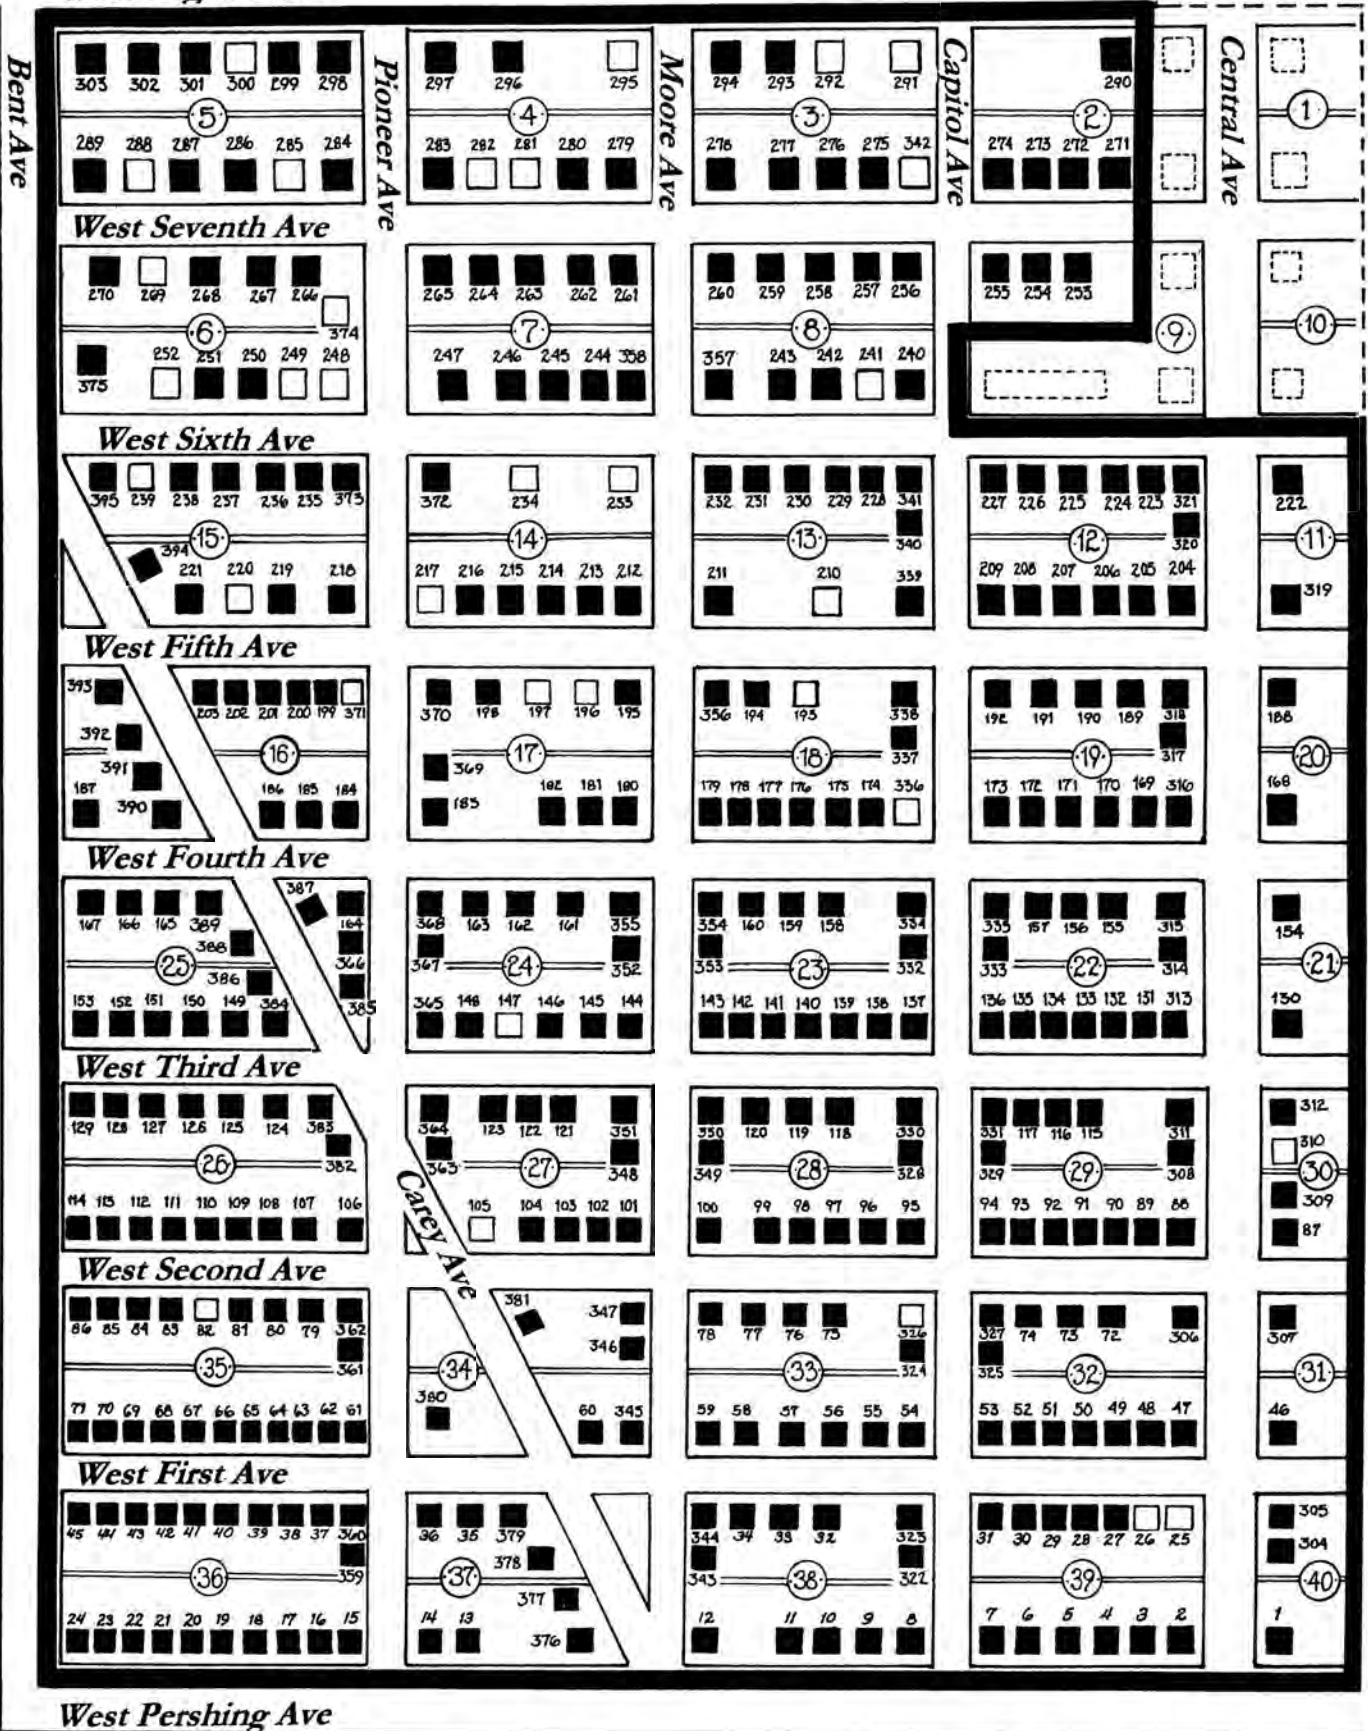 Bent Ave
Pioneer Ave
Moore Ave
Capitol Ave
Central Ave
303 302 301 300 299 298
297 296 295
294 293 292 291
290
5 4 3 2 1
289 288 287 286 285 284
283 282 281 280 279
278 277 276 275 342
274 273 272 271
West Seventh Ave
270 269 268 267 266
265 264 263 262 261
260 259 258 257 256
255 254 253
374
6 7 8 9 10
375 252 251 250 249 248
247 246 245 244 358
357 243 242 241 240
West Sixth Ave
395 239 238 237 236 235 373
372 234 233
232 231 230 229 228 341
227 226 225 224 223 321
222
15 14 13 12 11
394 340 320
221 220 219 218
217 216 215 214 213 212
211 210 339
209 208 207 206 205 204
319
West Fifth Ave
393 203 202 201 200 199 371
370 198 197 196 195
356 194 193 338
192 191 190 189 318
188
392 16 17 18 19 20
391 369 337 317
187 390 186 185 184
183 182 181 180
179 178 177 176 175 174 336
173 172 171 170 169 316
168
West Fourth Ave
167 166 165 389 387 164
368 163 162 161 355
354 160 159 158 334
335 157 156 155 315
154
388 366 367 352 353 332 333 314
25 24 23 22 21
386 385
153 152 151 150 149 384
365 148 147 146 145 144
143 142 141 140 139 138 137
136 135 134 133 132 131 313
130
West Third Ave
129 128 127 126 125 124 383
364 123 122 121 351
350 120 119 118 330
331 117 116 115 311
312
310
382 363 348 349 328 329 308
26 27 28 29 30
309
114 113 112 111 110 109 108 107 106
105 104 103 102 101
100 99 98 97 96 95
94 93 92 91 90 89 88
87
Carey Ave
West Second Ave
86 85 84 83 82 81 80 79 362
381 347
78 77 76 75 326
327 74 73 72 306
307
361 346 324 325
35 34 33 32 31
380
71 70 69 68 67 66 65 64 63 62 61
60 345
59 58 57 56 55 54
53 52 51 50 49 48 47
46
West First Ave
45 44 43 42 41 40 39 38 37 360
36 35 379
344 34 33 32 323
31 30 29 28 27 26 25
305
304
359 378 343 322
36 37 38 39 40
377
24 23 22 21 20 19 18 17 16 15
14 13 376
12 11 10 9 8
7 6 5 4 3 2
1
West Pershing Ave